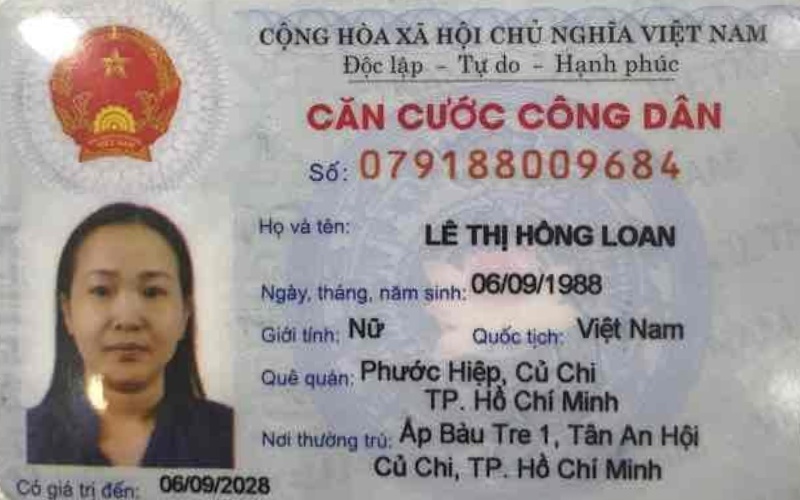 CỘNG HÒA XÃ HỘI CHỦ NGHĨA VIỆT NAM
Độc lập - Tự do - Hạnh phúc
CĂN CƯỚC CÔNG DÂN
Số: 079188009684
Họ và tên: LÊ THỊ HỒNG LOAN
Ngày, tháng, năm sinh: 06/09/1988
Giới tính: Nữ Quốc tịch: Việt Nam
Quê quán: Phước Hiệp, Củ Chi
TP. Hồ Chí Minh
Nơi thường trú: Ấp Bàu Tre 1, Tân An Hội
Củ Chi, TP. Hồ Chí Minh
Có giá trị đến: 06/09/2028